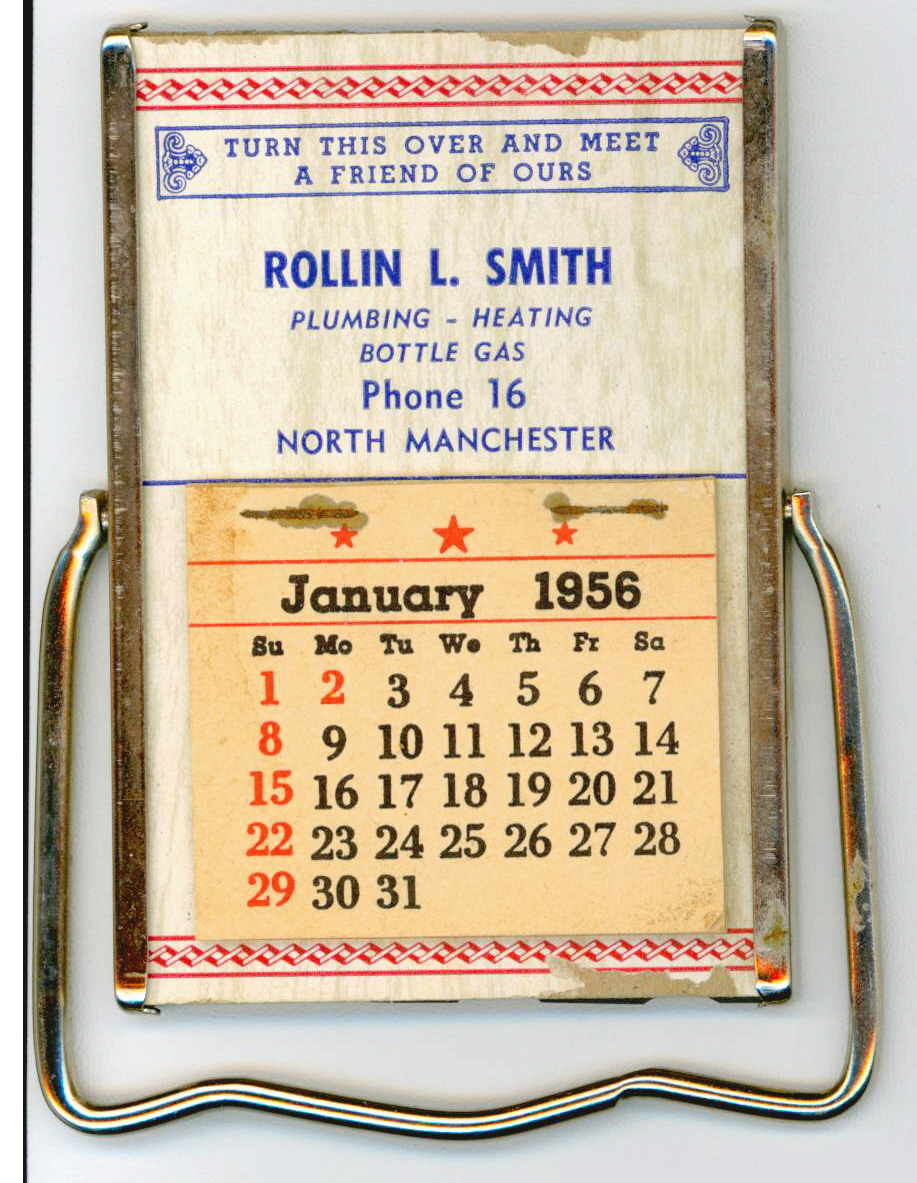 TURN THIS OVER AND MEET
A FRIEND OF OURS
ROLLIN L. SMITH
PLUMBING - HEATING
BOTTLE GAS
Phone 16
NORTH MANCHESTER
January 1956
Su Mo Tu We Th Fr Sa
1 2 3 4 5 6 7
8 9 10 11 12 13 14
15 16 17 18 19 20 21
22 23 24 25 26 27 28
29 30 31